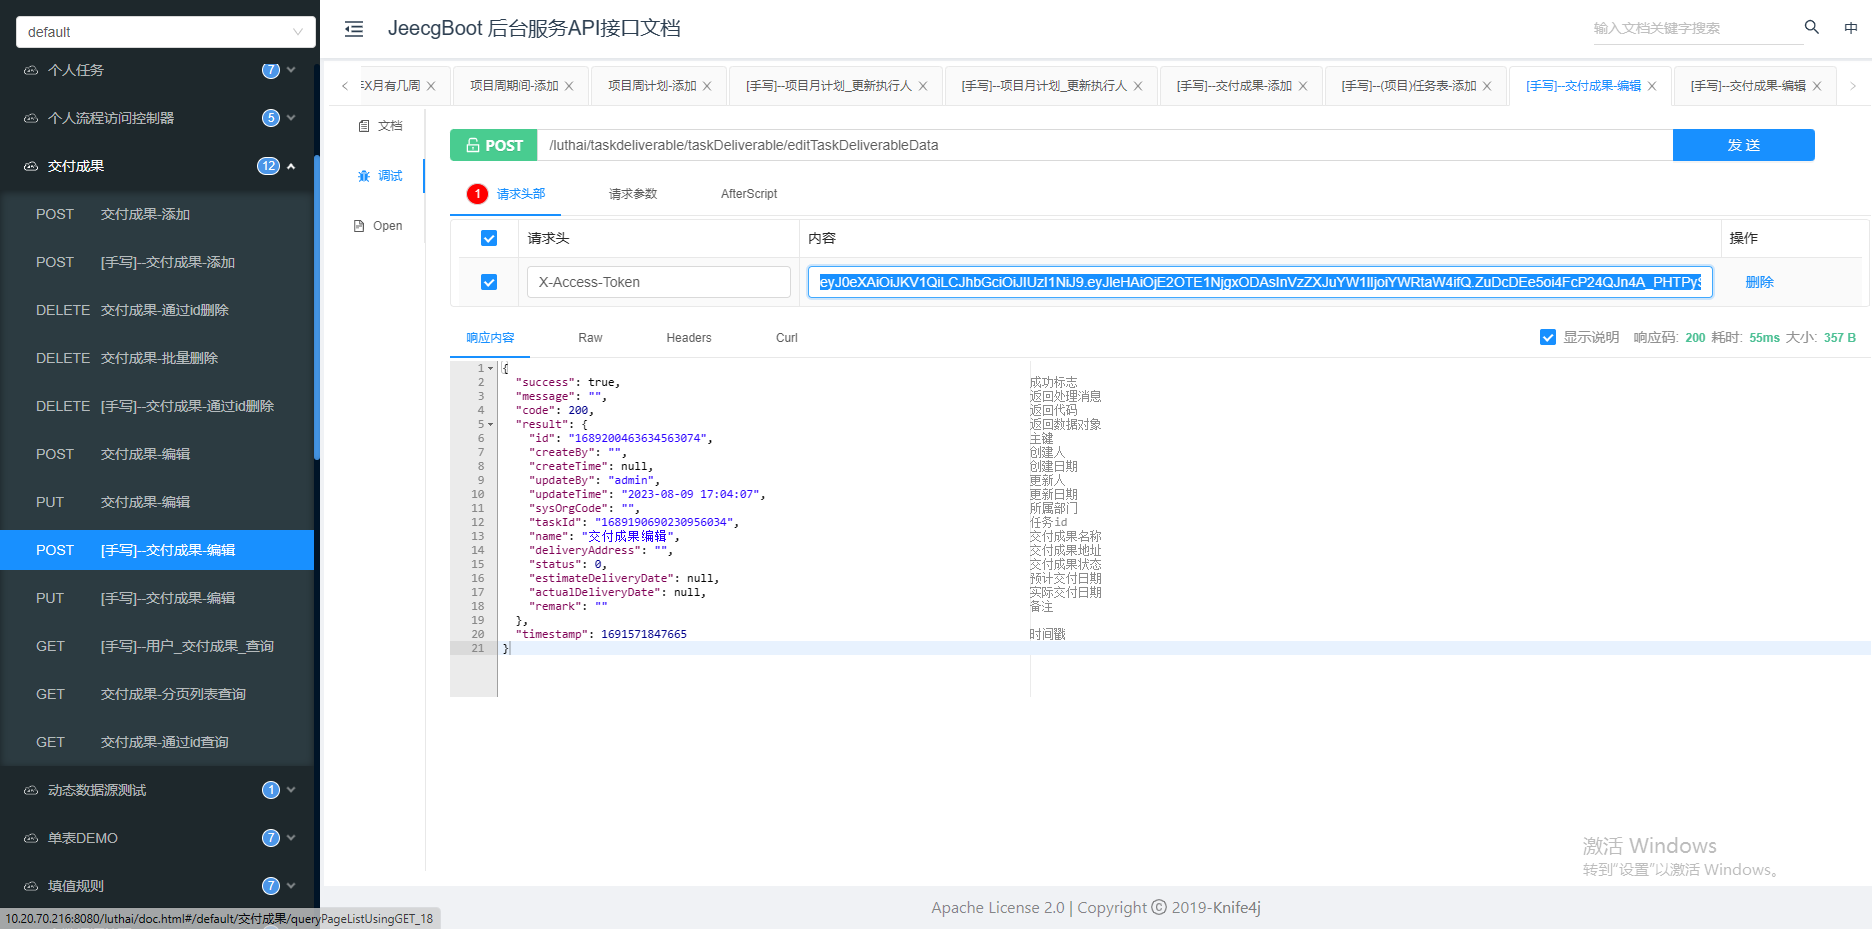 default
JeecgBoot 后台服务API接口文档
输入文档关键字搜索
中
个人任务 7
个人流程访问控制器 5
交付成果 12
POST 交付成果-添加
POST [手写]--交付成果-添加
DELETE 交付成果-通过id删除
DELETE 交付成果-批量删除
DELETE [手写]--交付成果-通过id删除
POST 交付成果-编辑
PUT 交付成果-编辑
POST [手写]--交付成果-编辑
PUT [手写]--交付成果-编辑
GET [手写]--用户_交付成果_查询
GET 交付成果-分页列表查询
GET 交付成果-通过id查询
动态数据源测试 1
单表DEMO 7
填值规则 7
10.20.70.216:8080/luthai/doc.html#/default/交付成果/queryPageListUsingGET_18
X月有几周
项目周期间-添加
项目周计划-添加
[手写]--项目月计划_更新执行人
[手写]--项目月计划_更新执行人
[手写]--交付成果-添加
[手写]--(项目)任务表-添加
[手写]--交付成果-编辑
[手写]--交付成果-编辑
文档
调试
Open
POST /luthai/taskdeliverable/taskDeliverable/editTaskDeliverableData 发 送
1 请求头部 请求参数 AfterScript
请求头 内容 操作
X-Access-Token eyJ0eXAiOiJKV1QiLCJhbGciOiJIUzI1NiJ9.eyJleHAiOjE2OTE1NjgxODAsInVzZXJuYW1lIjoiYWRtaW4ifQ.ZuDcDEe5oi4FcP24QJn4A_PHTPyS 删除
响应内容 Raw Headers Curl 显示说明 响应码: 200 耗时: 55ms 大小: 357 B
1 {
2 "success": true, 成功标志
3 "message": "", 返回处理消息
4 "code": 200, 返回代码
5 "result": { 返回数据对象
6 "id": "1689200463634563074", 主键
7 "createBy": "", 创建人
8 "createTime": null, 创建日期
9 "updateBy": "admin", 更新人
10 "updateTime": "2023-08-09 17:04:07", 更新日期
11 "sysOrgCode": "", 所属部门
12 "taskId": "1689190690230956034", 任务id
13 "name": "交付成果编辑", 交付成果名称
14 "deliveryAddress": "", 交付成果地址
15 "status": 0, 交付成果状态
16 "estimateDeliveryDate": null, 预计交付日期
17 "actualDeliveryDate": null, 实际交付日期
18 "remark": "" 备注
19 },
20 "timestamp": 1691571847665 时间戳
21 }
激活 Windows
转到“设置”以激活 Windows。
Apache License 2.0 | Copyright © 2019-Knife4j